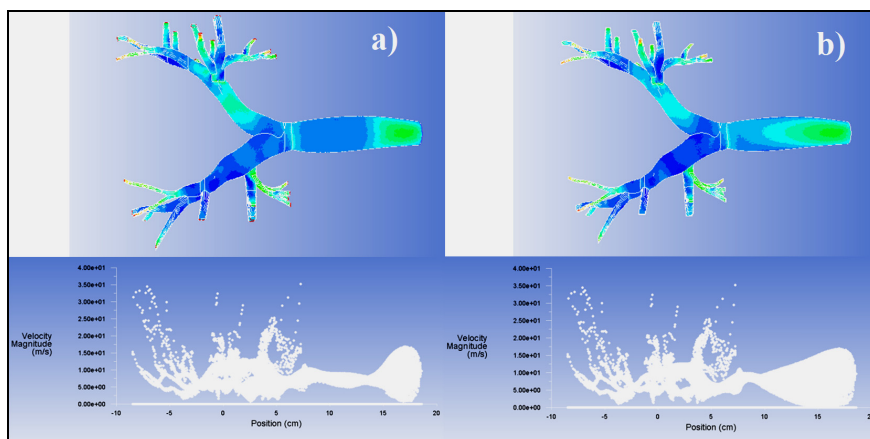 a)
b)
4.00e+01
3.50e+01
3.00e+01
2.50e+01
Velocity
2.00e+01
Magnitude
(m/s)
1.50e+01
1.00e+01
5.00e+00
0.00e+00
-10
-5
0
5
10
15
20
Position (cm)
4.00e+01
3.50e+01
3.00e+01
2.50e+01
Velocity
2.00e+01
Magnitude
(m/s)
1.50e+01
1.00e+01
5.00e+00
0.00e+00
-10
-5
0
5
10
15
20
Position (cm)